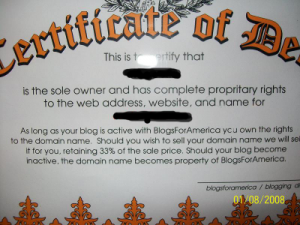 Certificate of De
This is to certify that
is the sole owner and has complete propritary rights
to the web address, website, and name for
As long as your blog is active with BlogsForAmerica you own the rights
to the domain name. Should you wish to sell your domain name we will sell
it for you, retaining 33% of the sale price. Should your blog become
inactive, the domain name becomes property of BlogsForAmerica.
blogsforamerica / blogging
01/08/2008